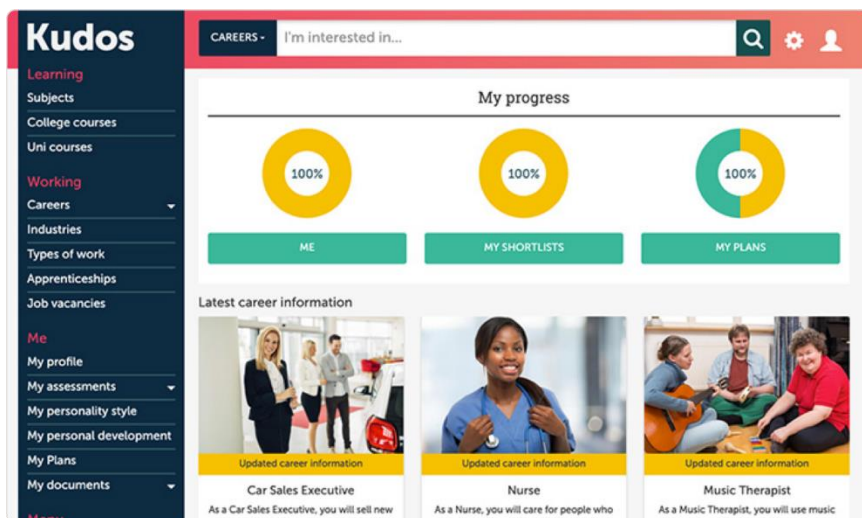 Kudos
CAREERS
I'm interested in...
Learning
Subjects
College courses
Uni courses
Working
Careers
Industries
Types of work
Apprenticeships
Job vacancies
Me
My profile
My assessments
My personality style
My personal development
My Plans
My documents
My progress
100%
100%
100%
ME
MY SHORTLISTS
MY PLANS
Latest career information
Updated career information
Car Sales Executive
As a Car Sales Executive, you will sell new
Updated career information
Nurse
As a Nurse, you will care for people who
Updated career information
Music Therapist
As a Music Therapist, you will use music